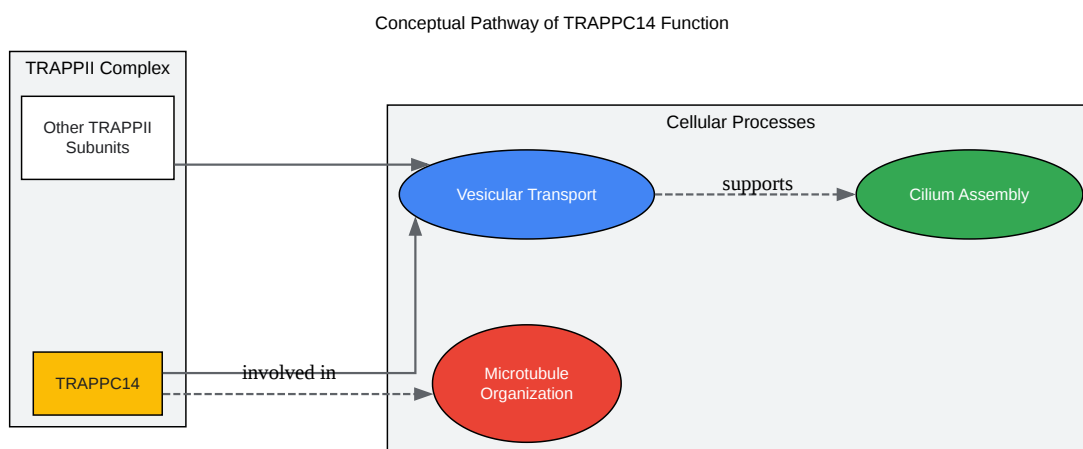 Conceptual Pathway of TRAPPC14 Function
TRAPPII Complex
Other TRAPPII
Subunits
TRAPPC14
involved in
Cellular Processes
Vesicular Transport
supports
Cilium Assembly
Microtubule
Organization